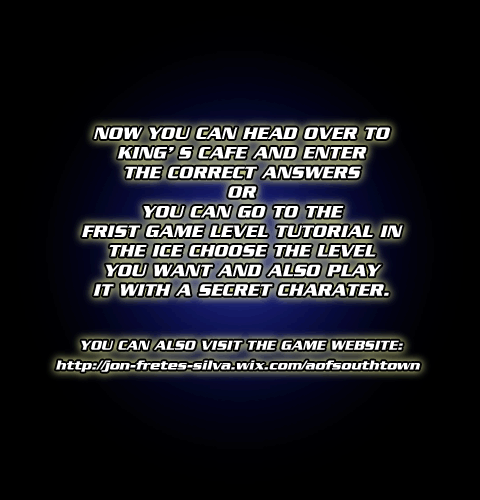 NOW YOU CAN HEAD OVER TO
KING' S CAFE AND ENTER
THE CORRECT ANSWERS
OR
YOU CAN GO TO THE
FRIST GAME LEVEL TUTORIAL IN
THE ICE CHOOSE THE LEVEL
YOU WANT AND ALSO PLAY
IT WITH A SECRET CHARATER.
YOU CAN ALSO VISIT THE GAME WEBSITE:
http://jon-fretes-silva.wix.com/aofsouthtown